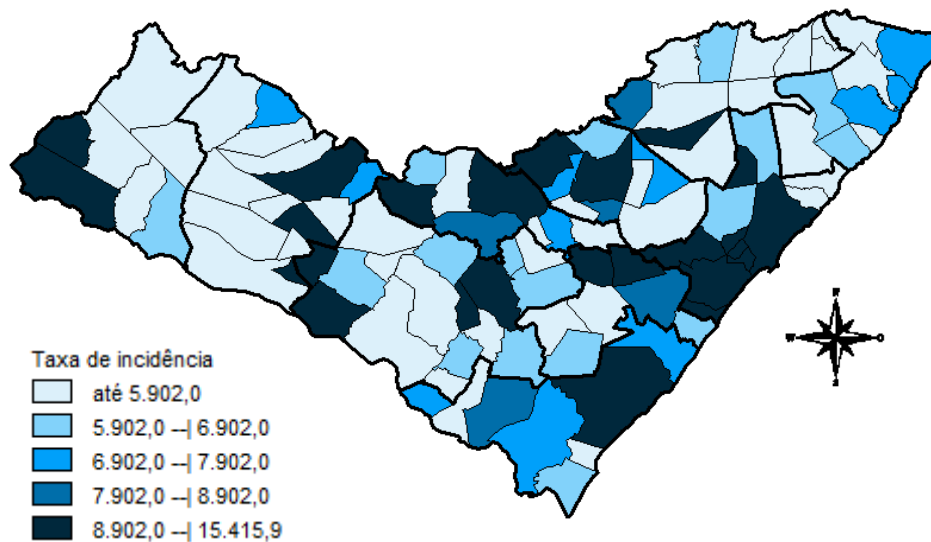 Taxa de incidência
até 5.902,0
5.902,0 --| 6.902,0
6.902,0 --| 7.902,0
7.902,0 --| 8.902,0
8.902,0 --| 15.415,9